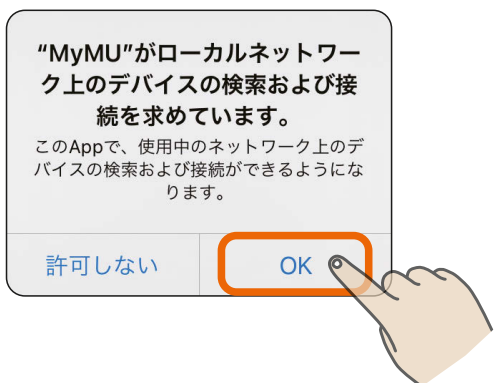 “MyMU”がローカルネットワー
ク上のデバイスの検索および接
続を求めています。
このAppで、使用中のネットワーク上のデ
バイスの検索および接続ができるようにな
ります。
許可しない
OK